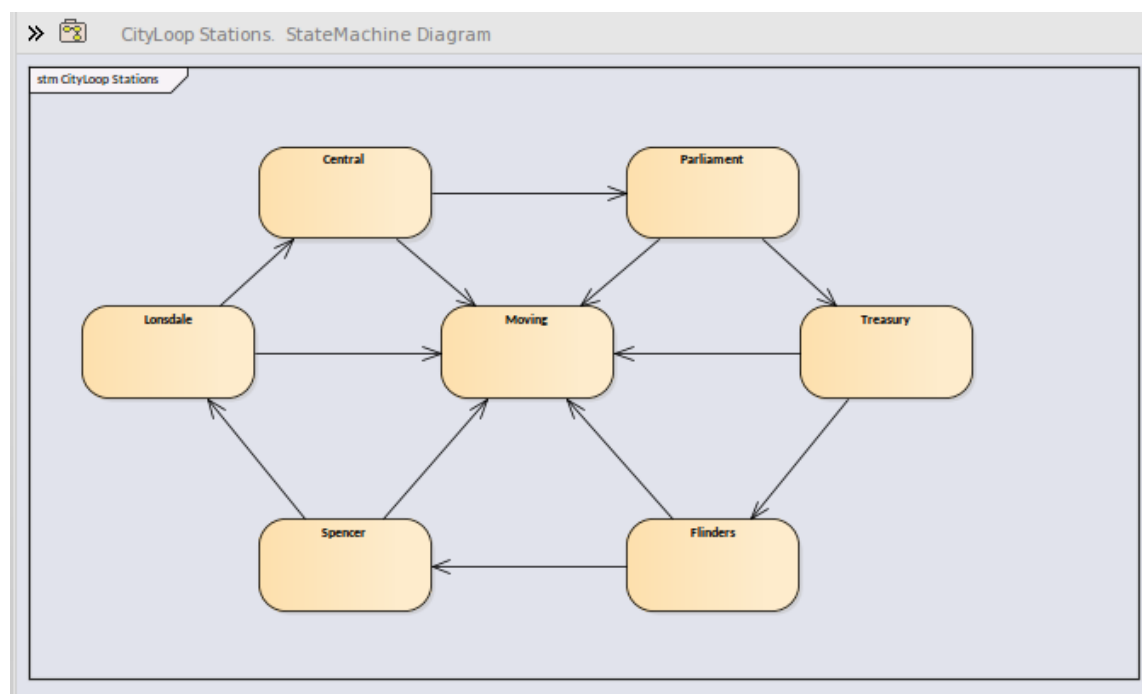 CityLoop Stations. StateMachine Diagram
stm CityLoop Stations
Central
Parliament
Lonsdale
Moving
Treasury
Spencer
Flinders